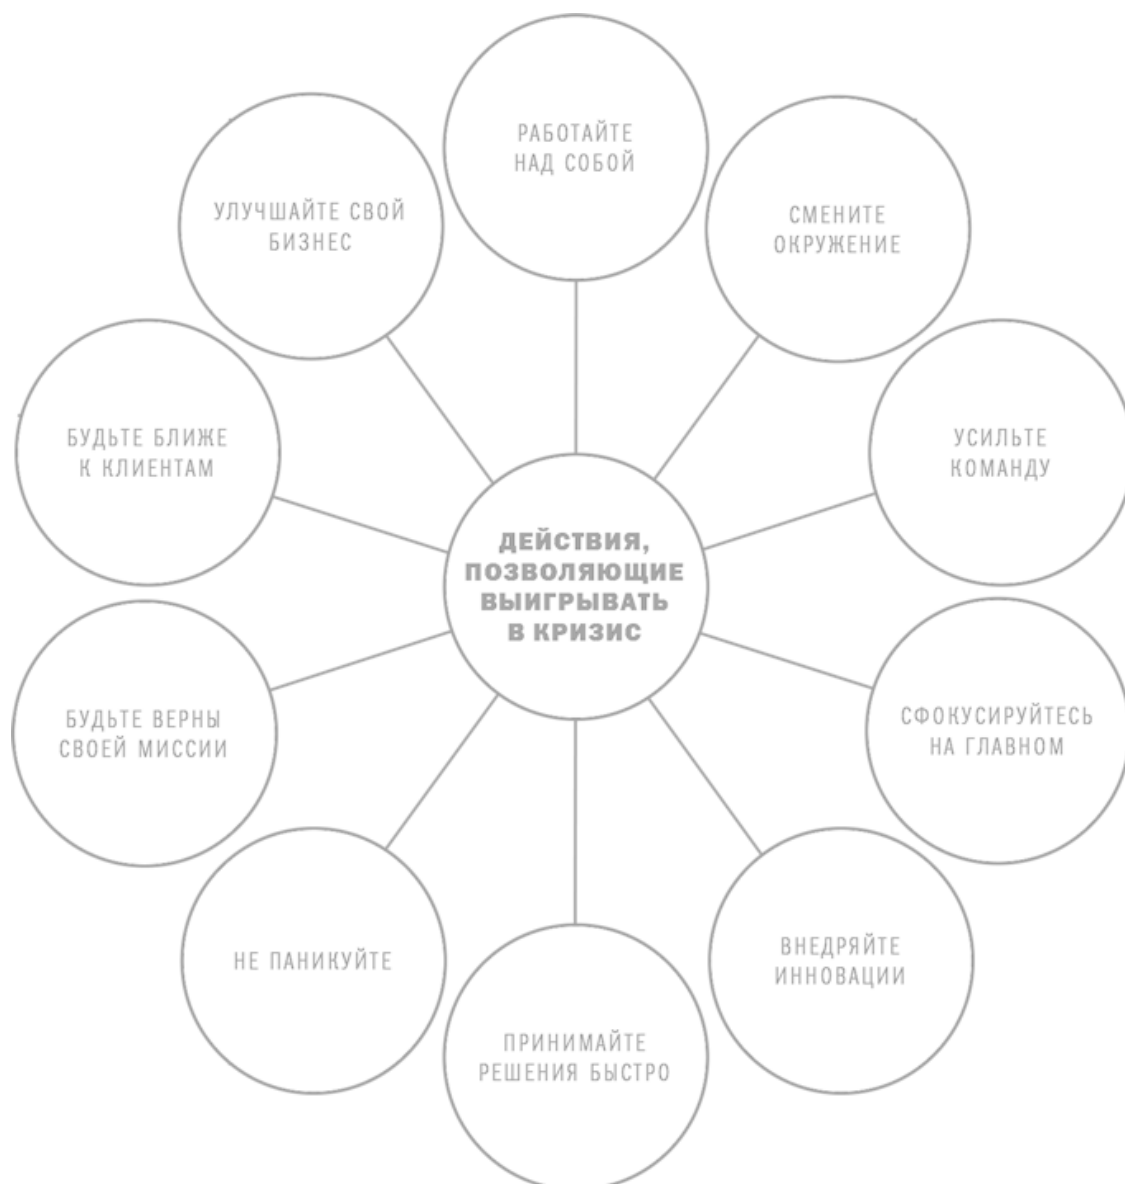 РАБОТАЙТЕ
НАД СОБОЙ
СМЕНИТЕ
ОКРУЖЕНИЕ
УСИЛЬТЕ
КОМАНДУ
СФОКУСИРУЙТЕСЬ
НА ГЛАВНОМ
ВНЕДРЯЙТЕ
ИННОВАЦИИ
ПРИНИМАЙТЕ
РЕШЕНИЯ БЫСТРО
НЕ ПАНИКУЙТЕ
БУДЬТЕ ВЕРНЫ
СВОЕЙ МИССИИ
БУДЬТЕ БЛИЖЕ
К КЛИЕНТАМ
УЛУЧШАЙТЕ СВОЙ
БИЗНЕС
ДЕЙСТВИЯ,
ПОЗВОЛЯЮЩИЕ
ВЫИГРЫВАТЬ
В КРИЗИС